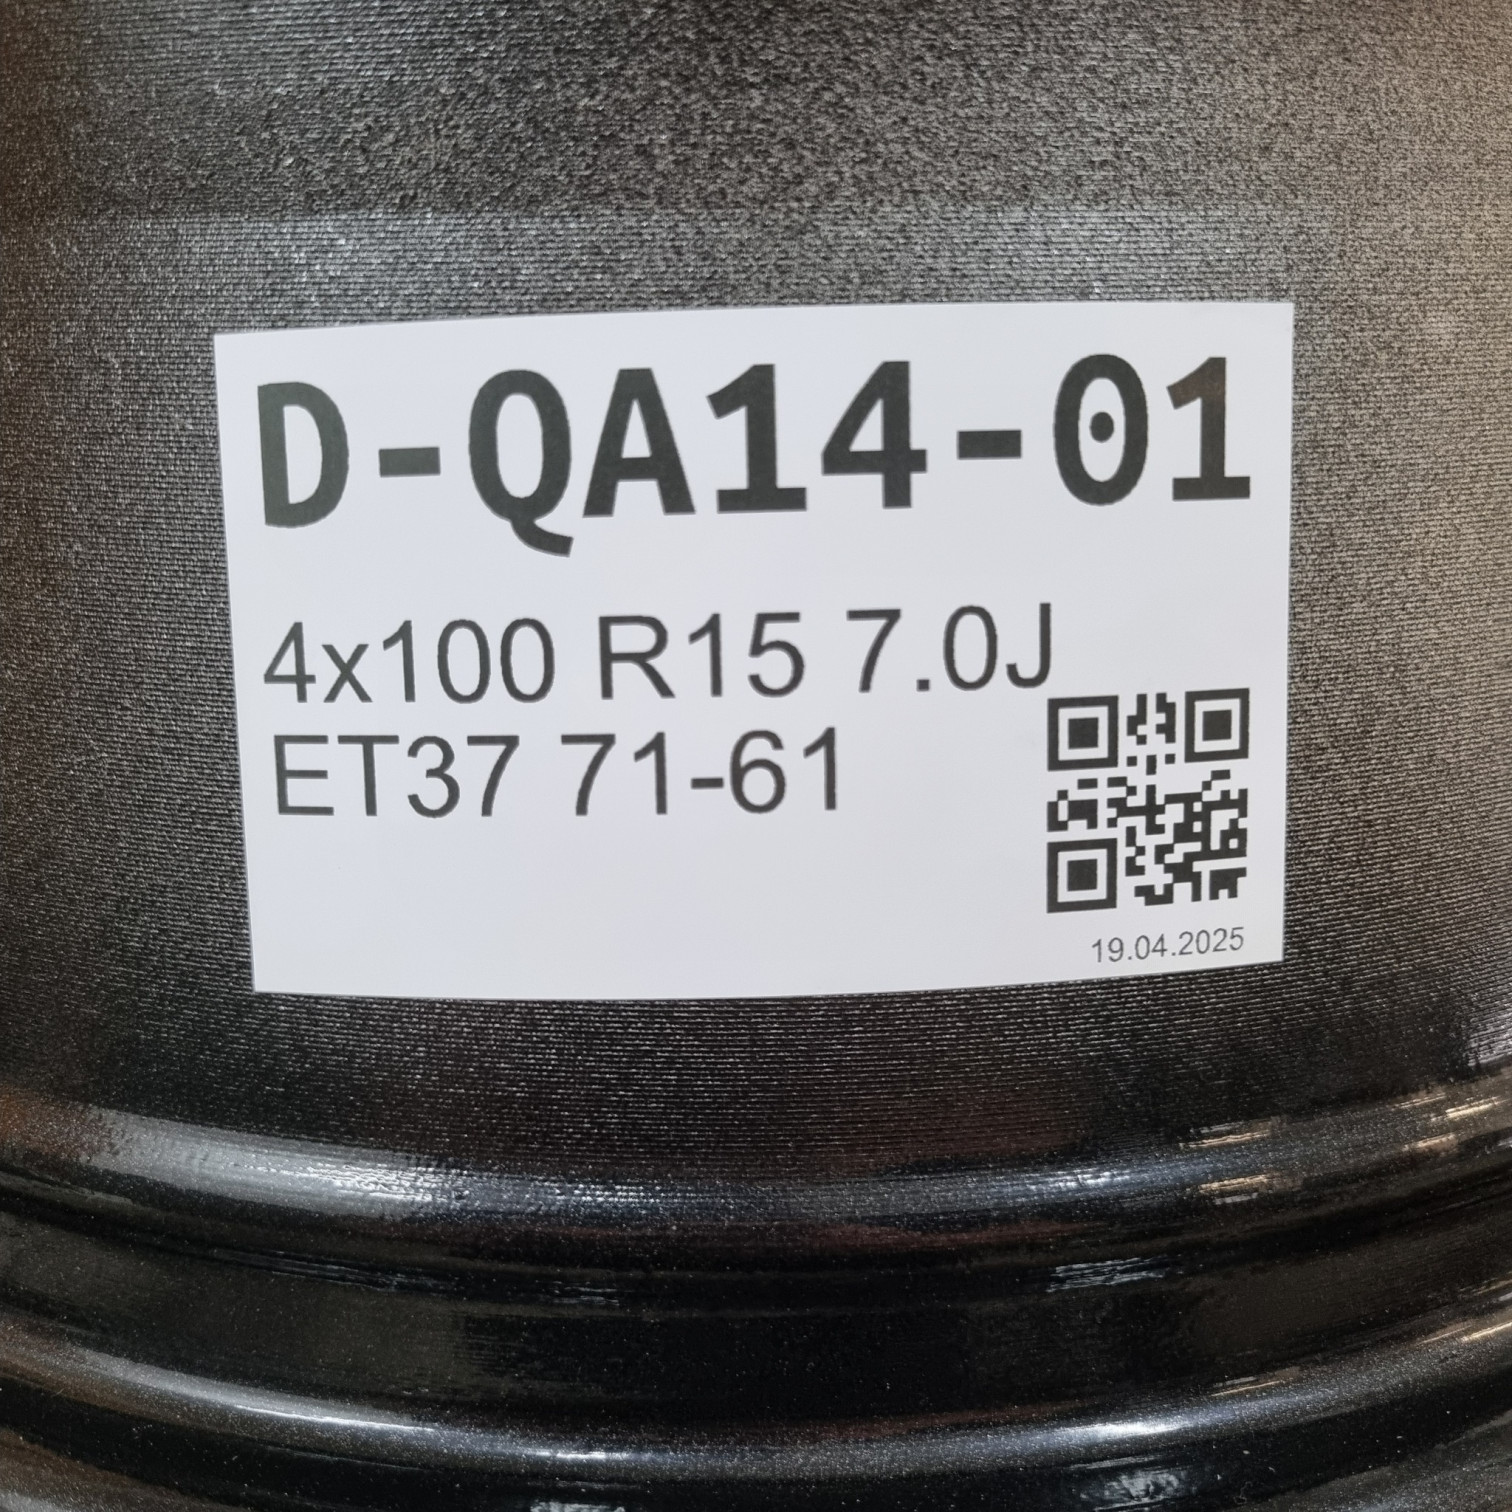 D-QA14-01
4x100 R15 7.0J
ET37 71-61
19.04.2025